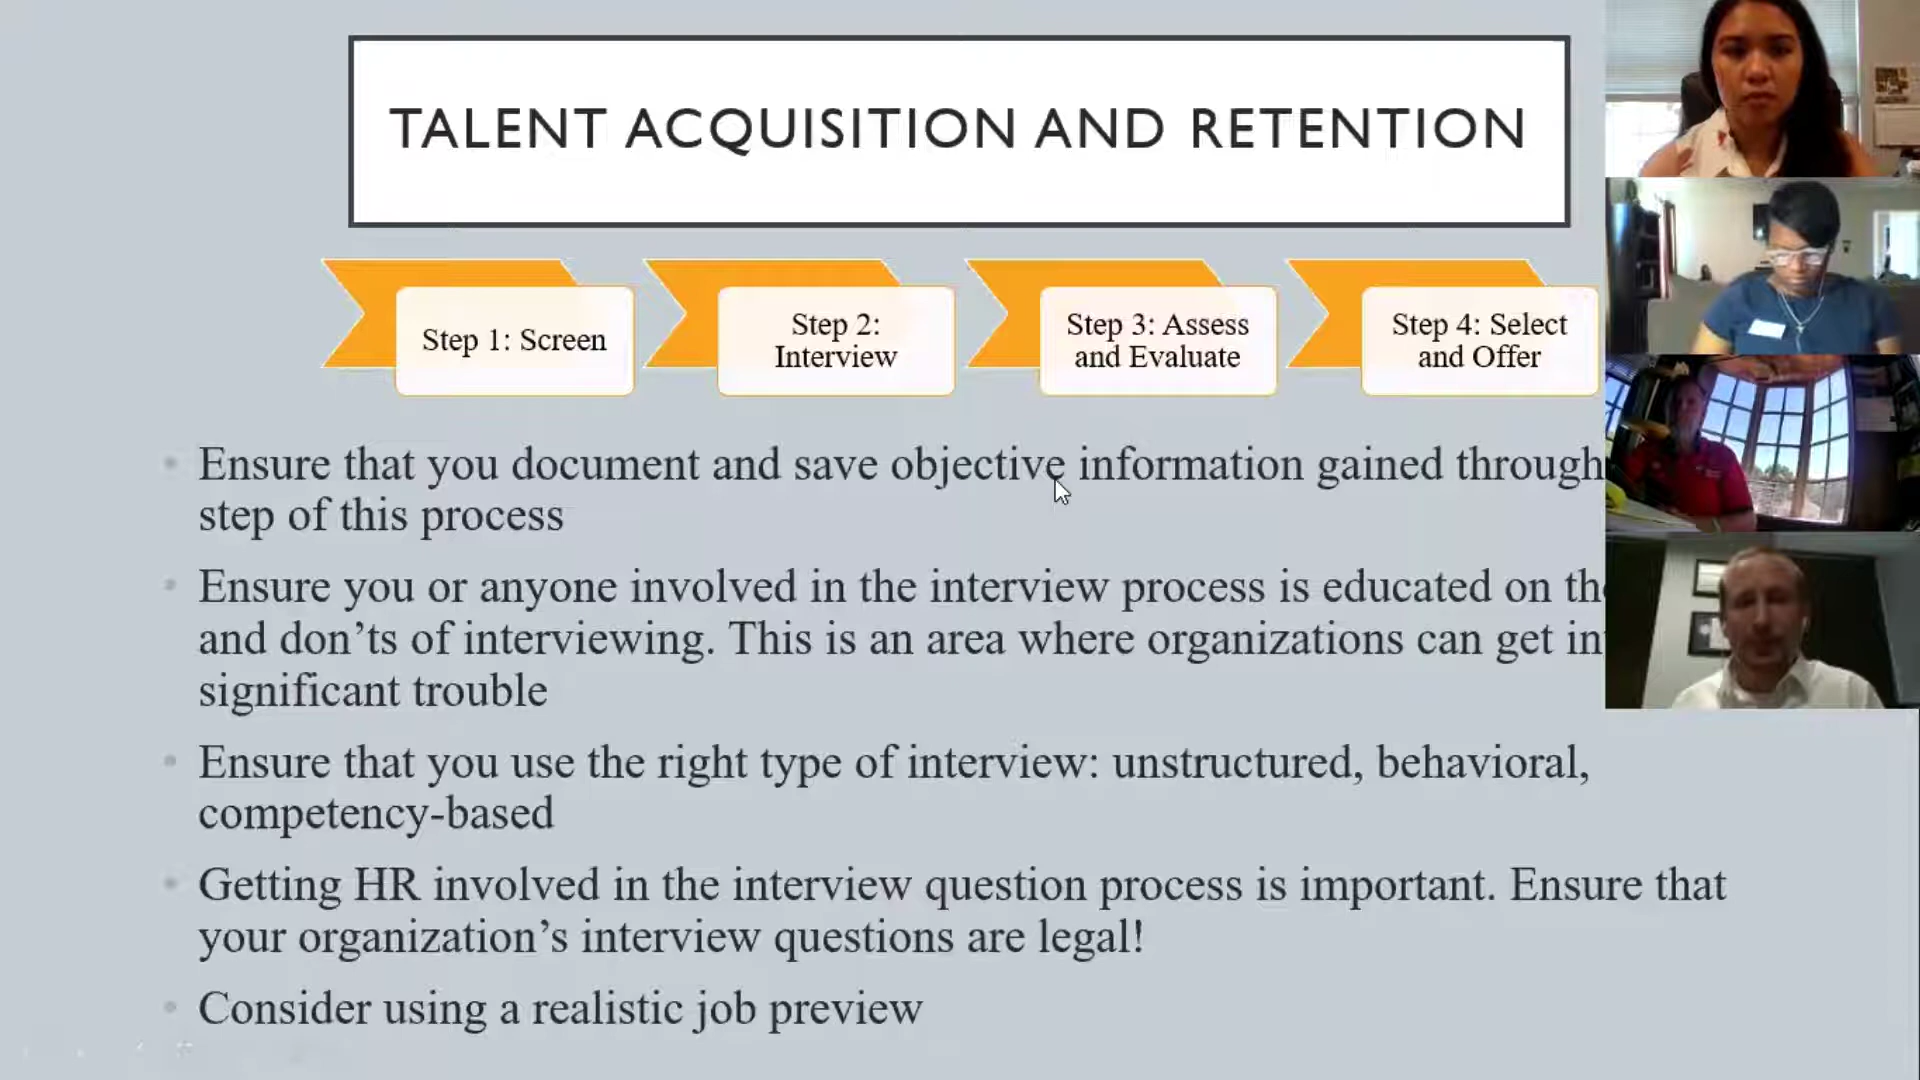 TALENT ACQUISITION AND RETENTION
Step 1: Screen
Step 2:
Interview
Step 3: Assess
and Evaluate
Step 4: Select
and Offer
Ensure that you document and save objective information gained through
step of this process
Ensure you or anyone involved in the interview process is educated on
and don’ts of interviewing. This is an area where organizations can get
significant trouble
Ensure that you use the right type of interview: unstructured, behavioral,
competency-based
Getting HR involved in the interview question process is important. Ensure that
your organization’s interview questions are legal!
Consider using a realistic job preview